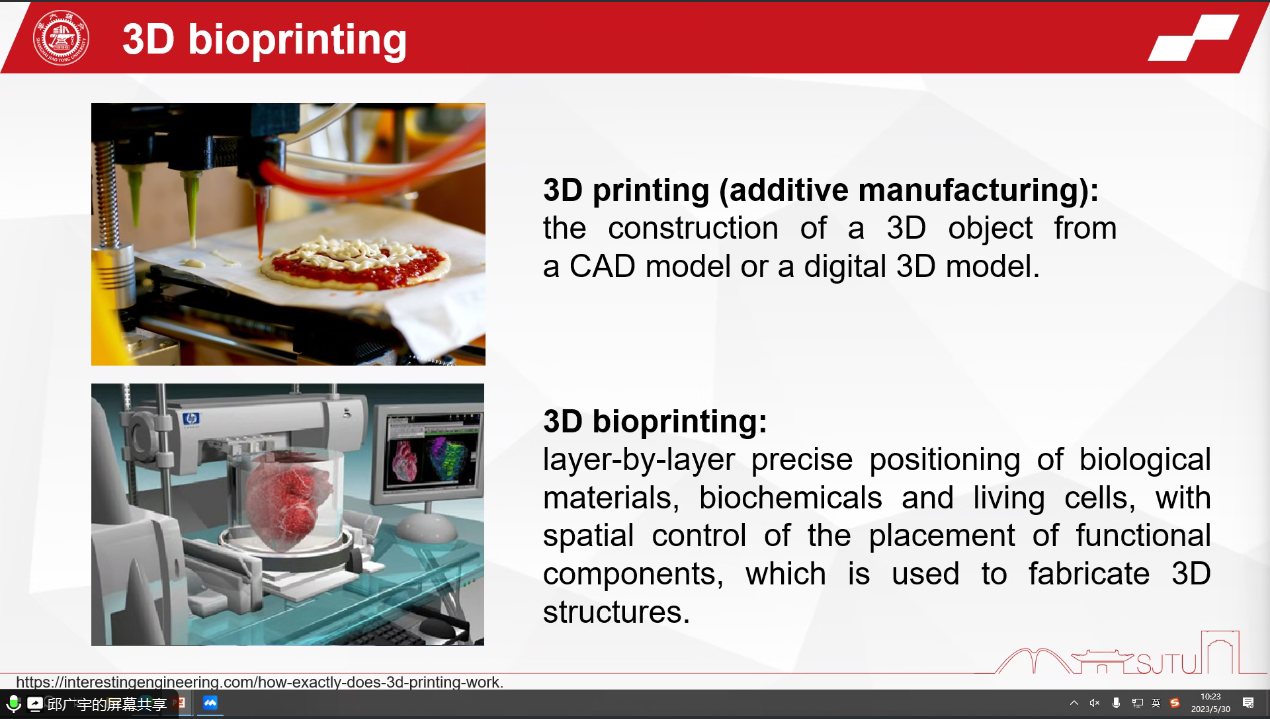 3D bioprinting
3D printing (additive manufacturing):
the construction of a 3D object from
a CAD model or a digital 3D model.
3D bioprinting:
layer-by-layer precise positioning of biological
materials, biochemicals and living cells, with
spatial control of the placement of functional
components, which is used to fabricate 3D
structures.
SJTU
https://interestingengineering.com/how-exactly-does-3d-printing-work.
邱广宇的屏幕共享
英
10:23
2023/5/30